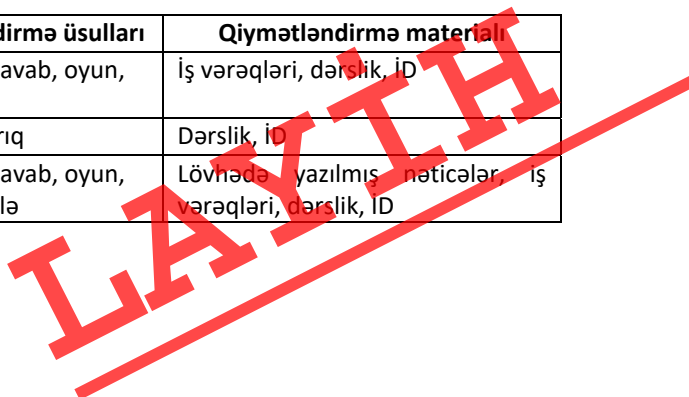 dirmə üsulları Qiymətləndirmə materialı
avab, oyun, İş vərəqləri, dərslik, İD
rıq Dərslik, İD
avab, oyun, Lövhədə yazılmış nəticələr, iş
lə vərəqləri, dərslik, İD
LAYİH